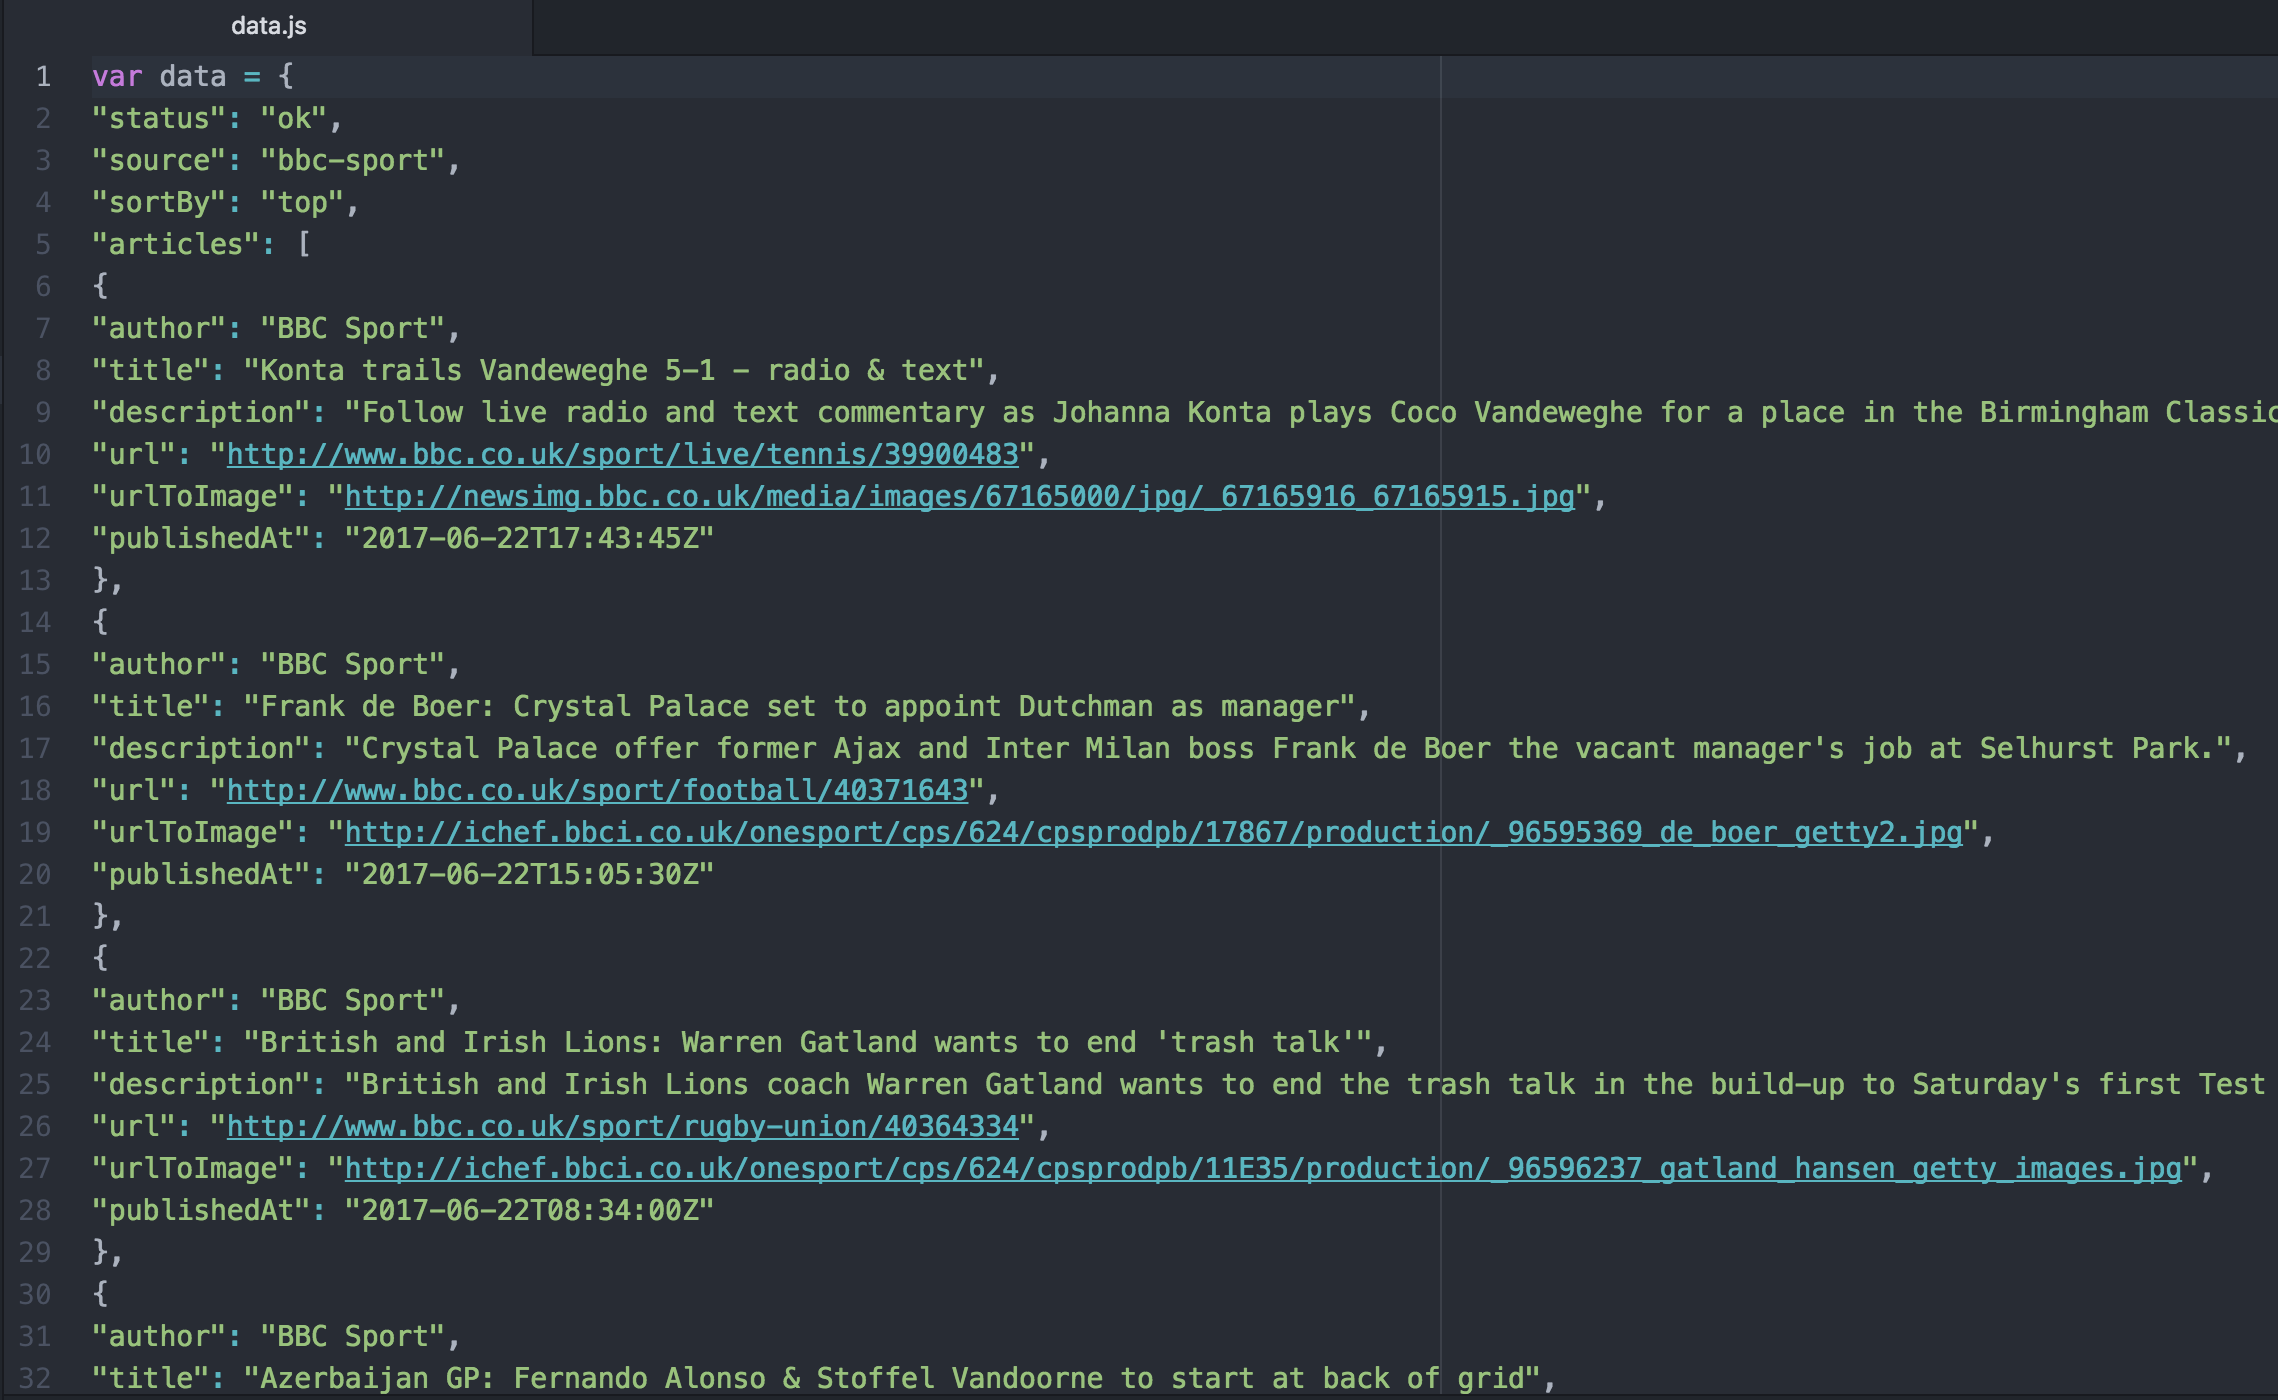 data.js
1 var data = {
2 "status": "ok",
3 "source": "bbc-sport",
4 "sortBy": "top",
5 "articles": [
6 {
7 "author": "BBC Sport",
8 "title": "Konta trails Vandeweghe 5-1 - radio & text",
9 "description": "Follow live radio and text commentary as Johanna Konta plays Coco Vandeweghe for a place in the Birmingham Classic
10 "url": "http://www.bbc.co.uk/sport/live/tennis/39900483",
11 "urlToImage": "http://newsimg.bbc.co.uk/media/images/67165000/jpg/_67165916_67165915.jpg",
12 "publishedAt": "2017-06-22T17:43:45Z"
13 },
14 {
15 "author": "BBC Sport",
16 "title": "Frank de Boer: Crystal Palace set to appoint Dutchman as manager",
17 "description": "Crystal Palace offer former Ajax and Inter Milan boss Frank de Boer the vacant manager's job at Selhurst Park.",
18 "url": "http://www.bbc.co.uk/sport/football/40371643",
19 "urlToImage": "http://ichef.bbci.co.uk/onesport/cps/624/cpsprodpb/17867/production/_96595369_de_boer_getty2.jpg",
20 "publishedAt": "2017-06-22T15:05:30Z"
21 },
22 {
23 "author": "BBC Sport",
24 "title": "British and Irish Lions: Warren Gatland wants to end 'trash talk'",
25 "description": "British and Irish Lions coach Warren Gatland wants to end the trash talk in the build-up to Saturday's first Test
26 "url": "http://www.bbc.co.uk/sport/rugby-union/40364334",
27 "urlToImage": "http://ichef.bbci.co.uk/onesport/cps/624/cpsprodpb/11E35/production/_96596237_gatland_hansen_getty_images.jpg",
28 "publishedAt": "2017-06-22T08:34:00Z"
29 },
30 {
31 "author": "BBC Sport",
32 "title": "Azerbaijan GP: Fernando Alonso & Stoffel Vandoorne to start at back of grid",